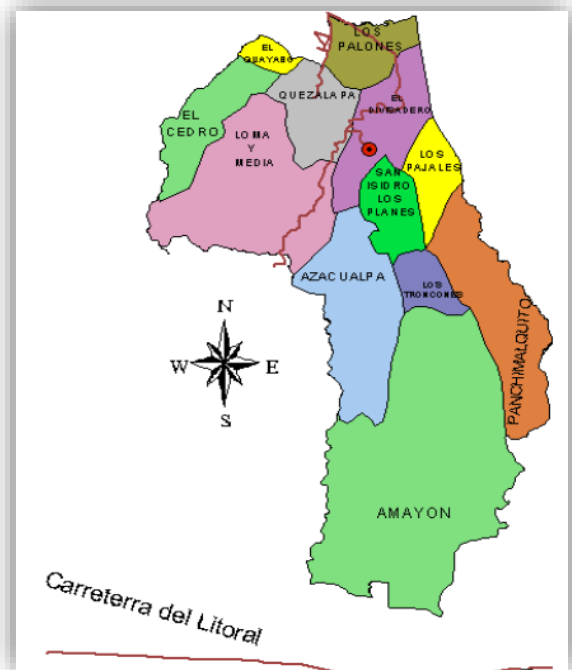 LOS
PALONES
EL
GUAYABO
QUEZALAPA
EL
DIVISADERO
EL
CEDRO
LOMA
Y
MEDIA
LOS
PAJALES
SAN
ISIDRO
LOS
PLANES
AZACUALPA
LOS
TRONCONES
PANCHIMALQUITO
N
W
E
S
AMAYON
Carreterra del Litoral